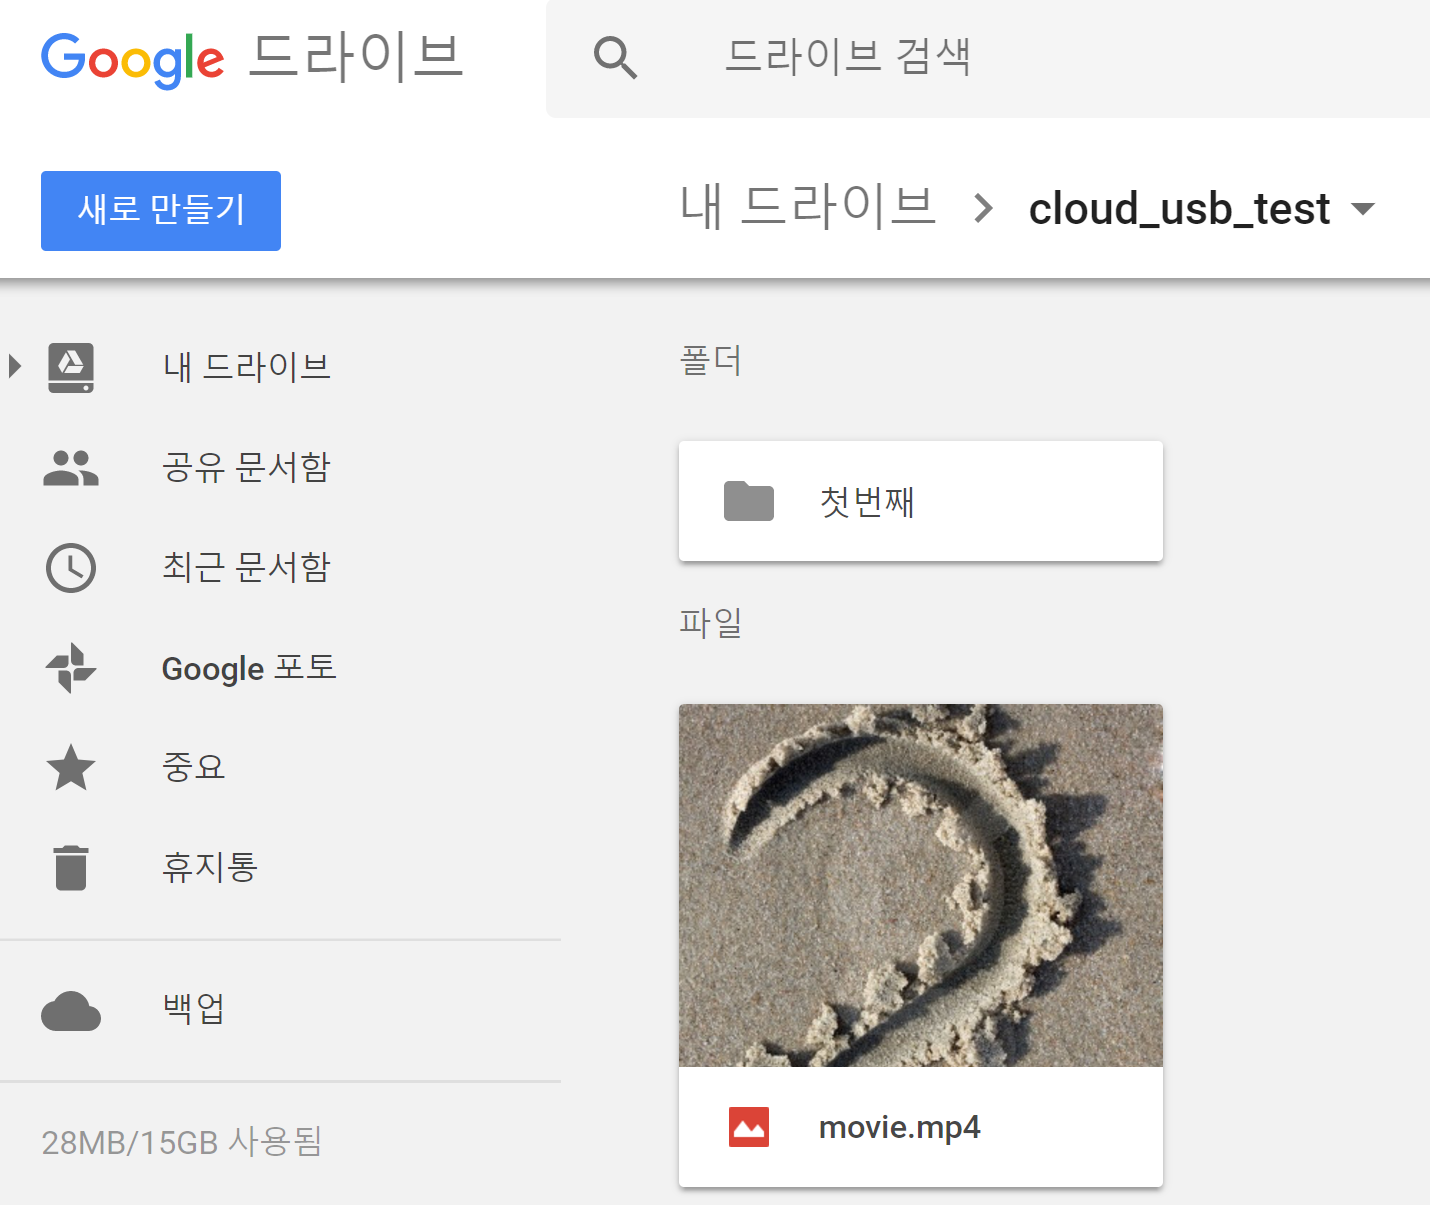 Google 드라이브
드라이브 검색
새로 만들기
내 드라이브 > cloud_usb_test
내 드라이브
공유 문서함
최근 문서함
Google 포토
중요
휴지통
백업
28MB/15GB 사용됨
폴더
첫번째
파일
movie.mp4